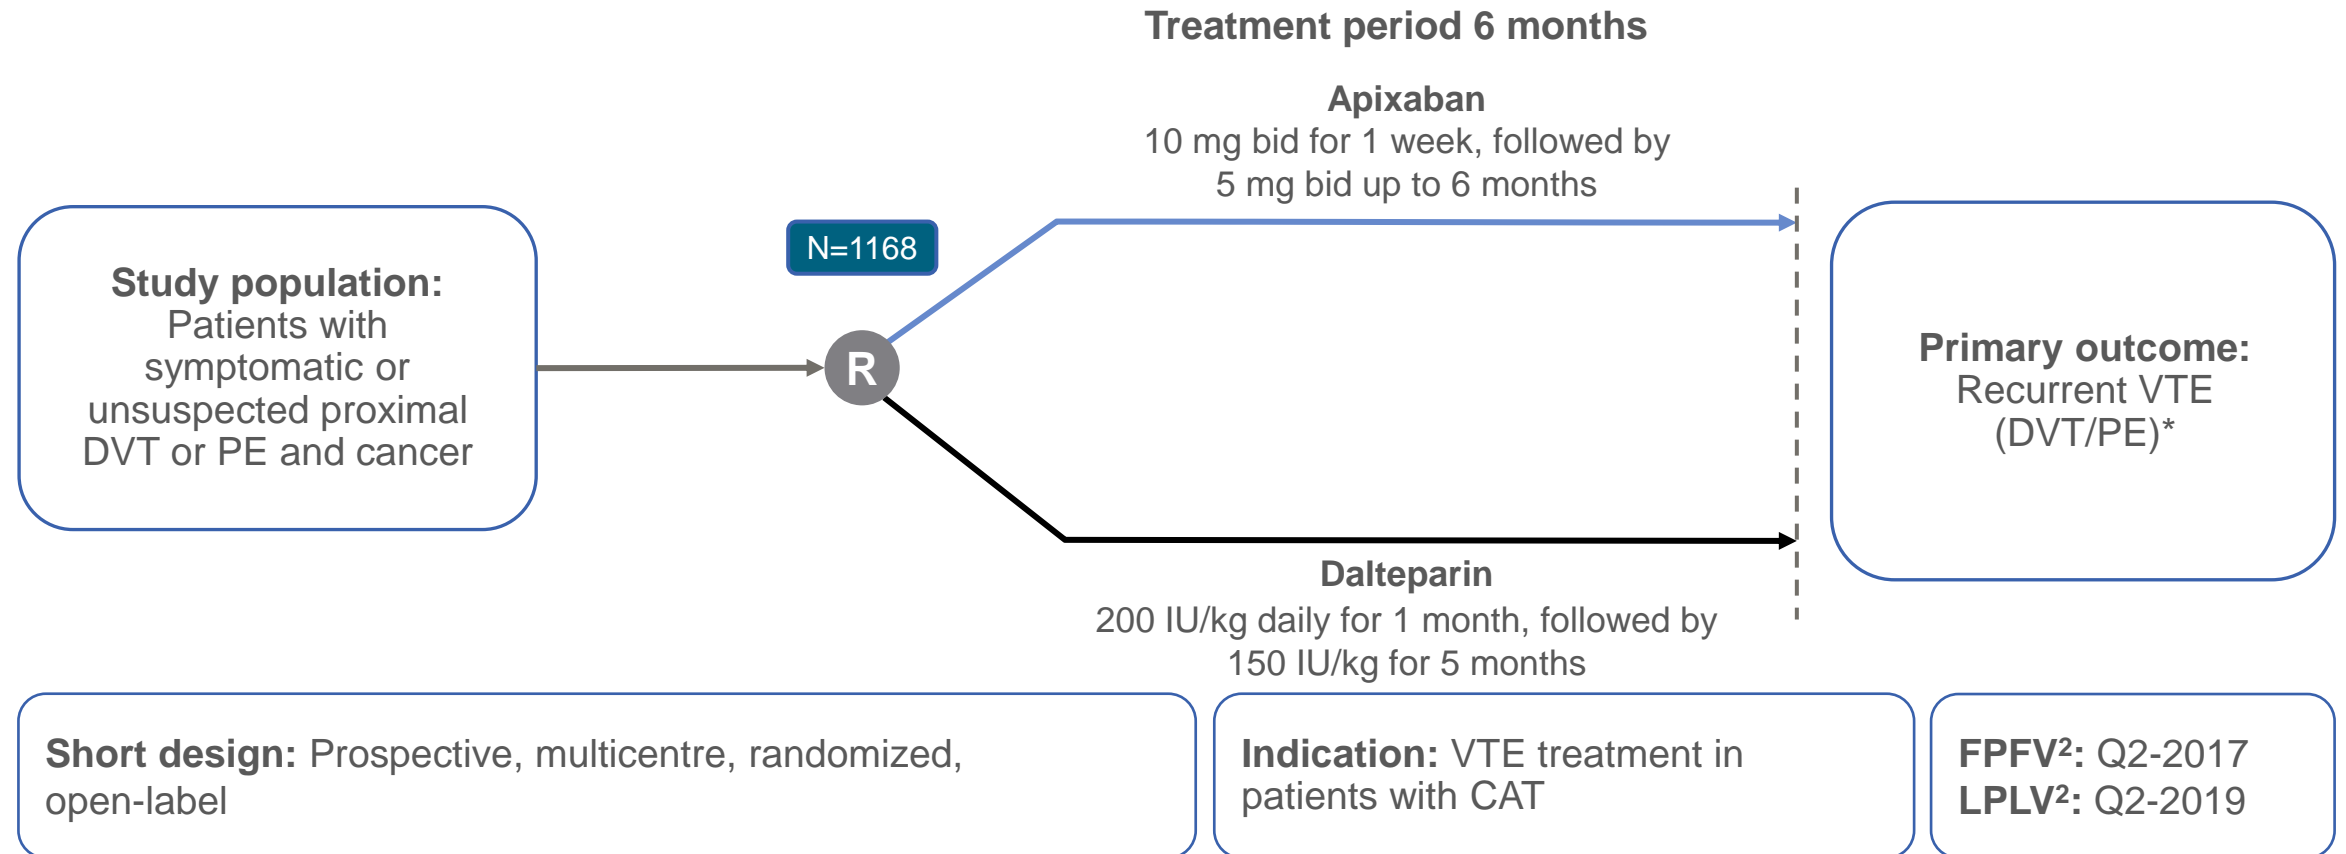 Treatment period 6 months
Apixaban
10 mg bid for 1 week, followed by
5 mg bid up to 6 months
N=1168
Study population:
Patients with
symptomatic or
unsuspected proximal
DVT or PE and cancer
R
Primary outcome:
Recurrent VTE
(DVT/PE)*
Dalteparin
200 IU/kg daily for 1 month, followed by
150 IU/kg for 5 months
Short design: Prospective, multicentre, randomized,
open-label
Indication: VTE treatment in
patients with CAT
FPFV²: Q2-2017
LPLV²: Q2-2019